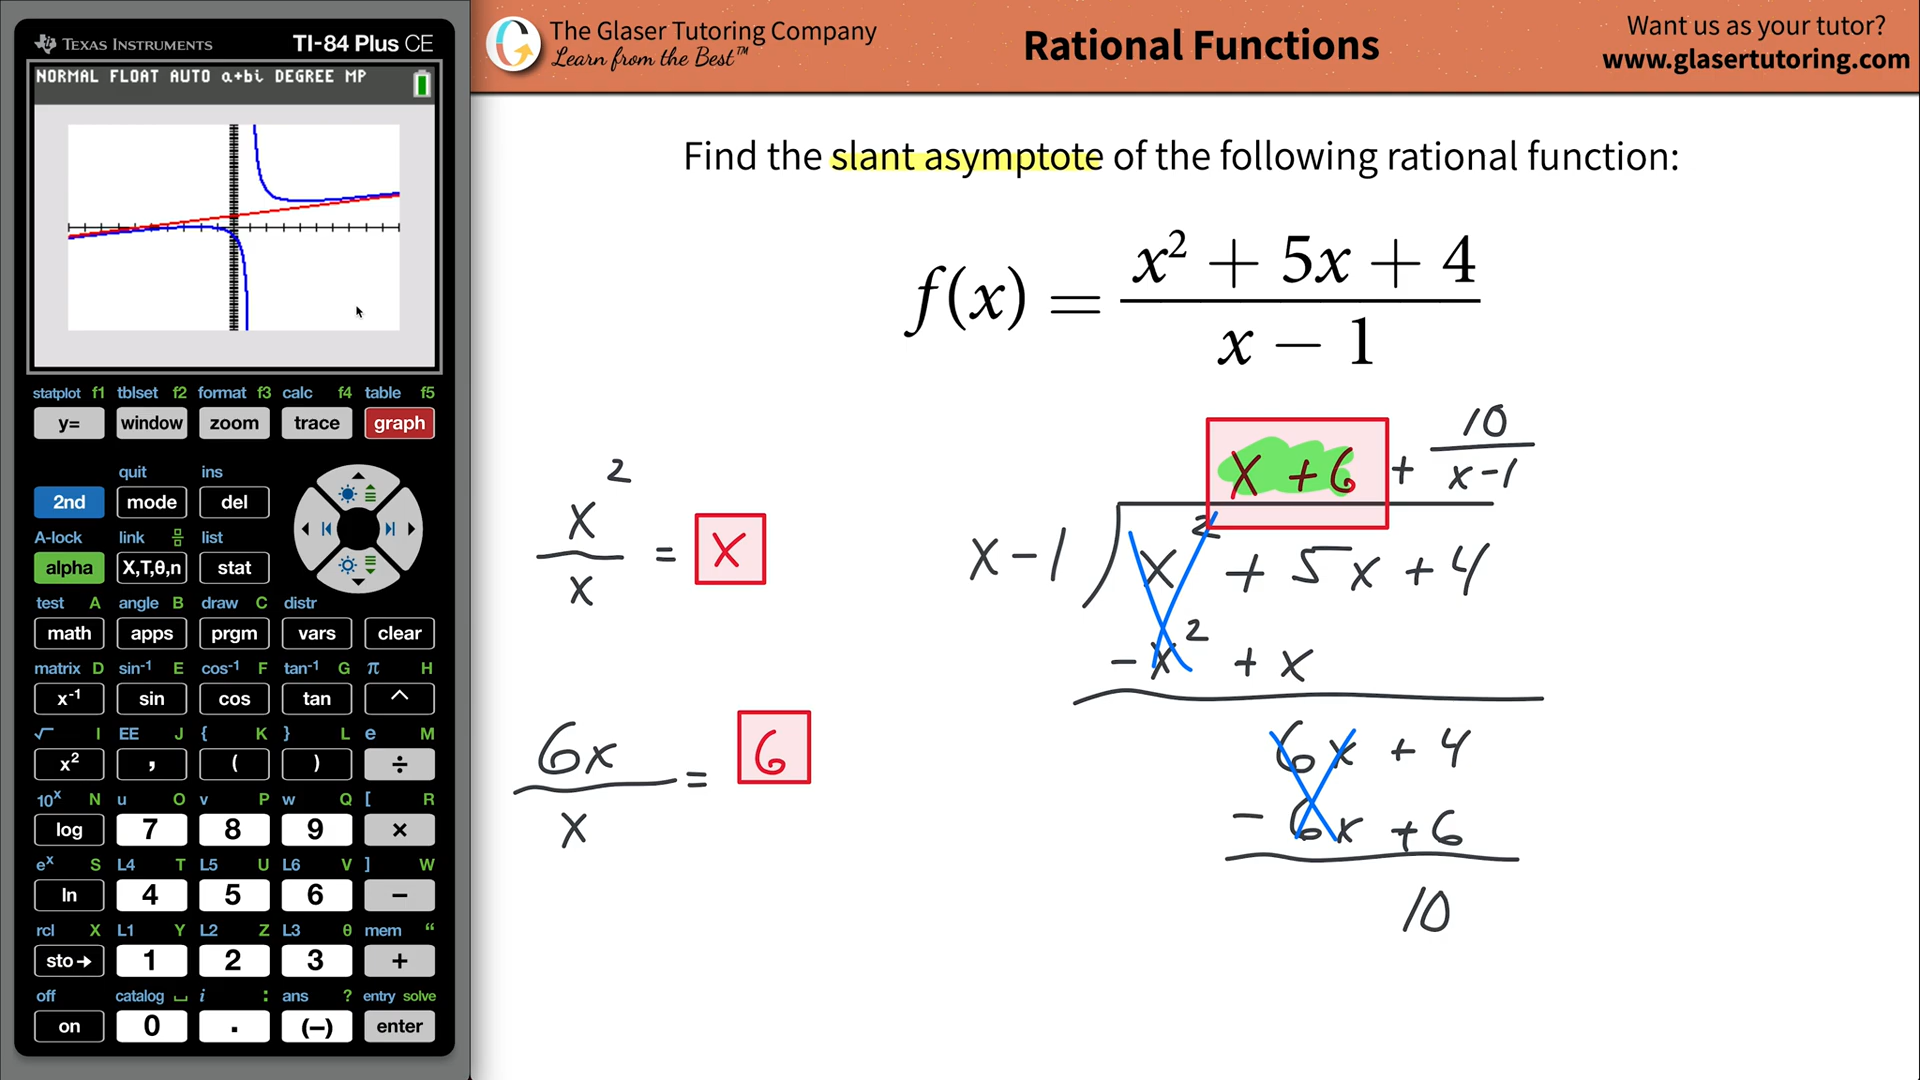 TEXAS INSTRUMENTS TI-84 Plus CE
NORMAL FLOAT AUTO a+bi DEGREE MP
statplot f1 tblset f2 format f3 calc f4 table f5
y= window zoom trace graph
quit ins
2nd mode del
A-lock link list
alpha X,T,θ,n stat
test A angle B draw C distr
math apps prgm vars clear
matrix D sin⁻¹ E cos⁻¹ F tan⁻¹ G π H
x⁻¹ sin cos tan ^
√ I EE J { K } L e M
x² , ( ) ÷
10ˣ N u O v P w Q [ R
log 7 8 9 ×
eˣ S L4 T L5 U L6 V ] W
ln 4 5 6 −
rcl X L1 Y L2 Z L3 θ mem “
sto→ 1 2 3 +
off catalog ⎵ i : ans ? entry solve
on 0 . (–) enter
The Glaser Tutoring Company
Learn from the Best™
Rational Functions
Want us as your tutor?
www.glasertutoring.com
Find the slant asymptote of the following rational function:
f(x) = (x² + 5x + 4) / (x − 1)
x²/x = x
6x/x = 6
x + 6 + 10/(x−1)
x−1 ) x² + 5x + 4
−x² + x
6x + 4
− 6x + 6
10